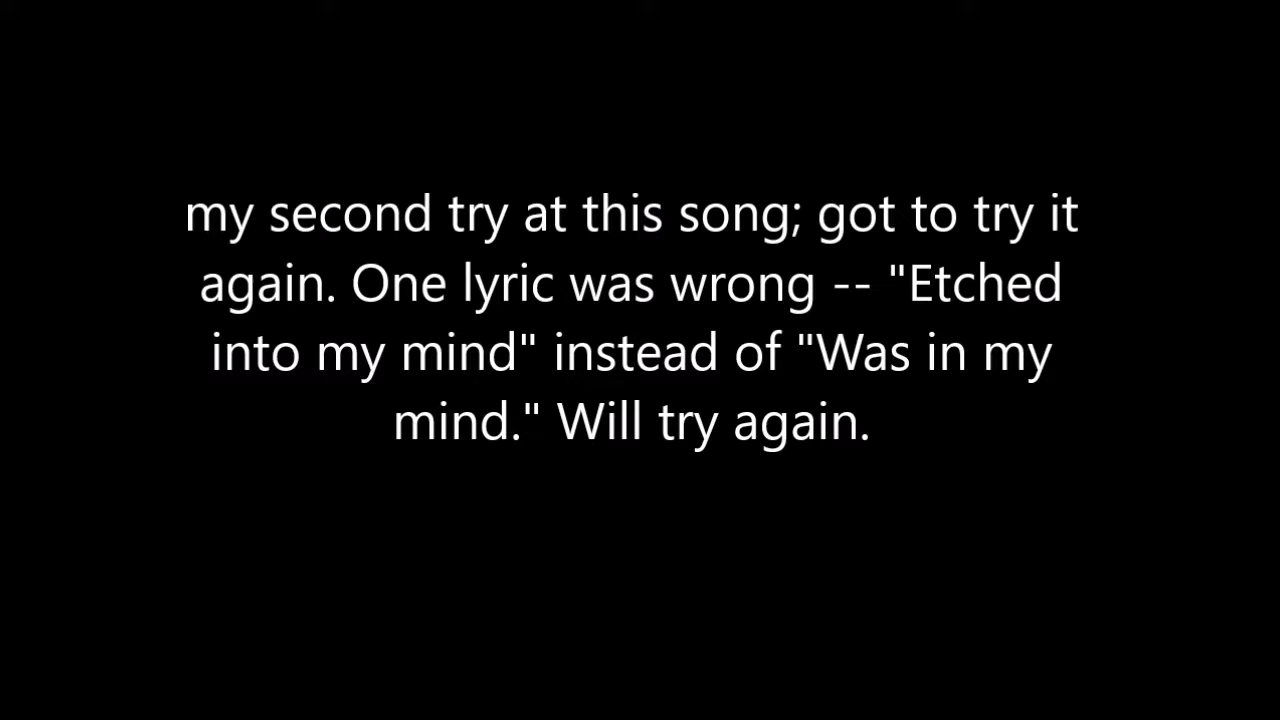 my second try at this song; got to try it
again. One lyric was wrong -- "Etched
into my mind" instead of "Was in my
mind." Will try again.